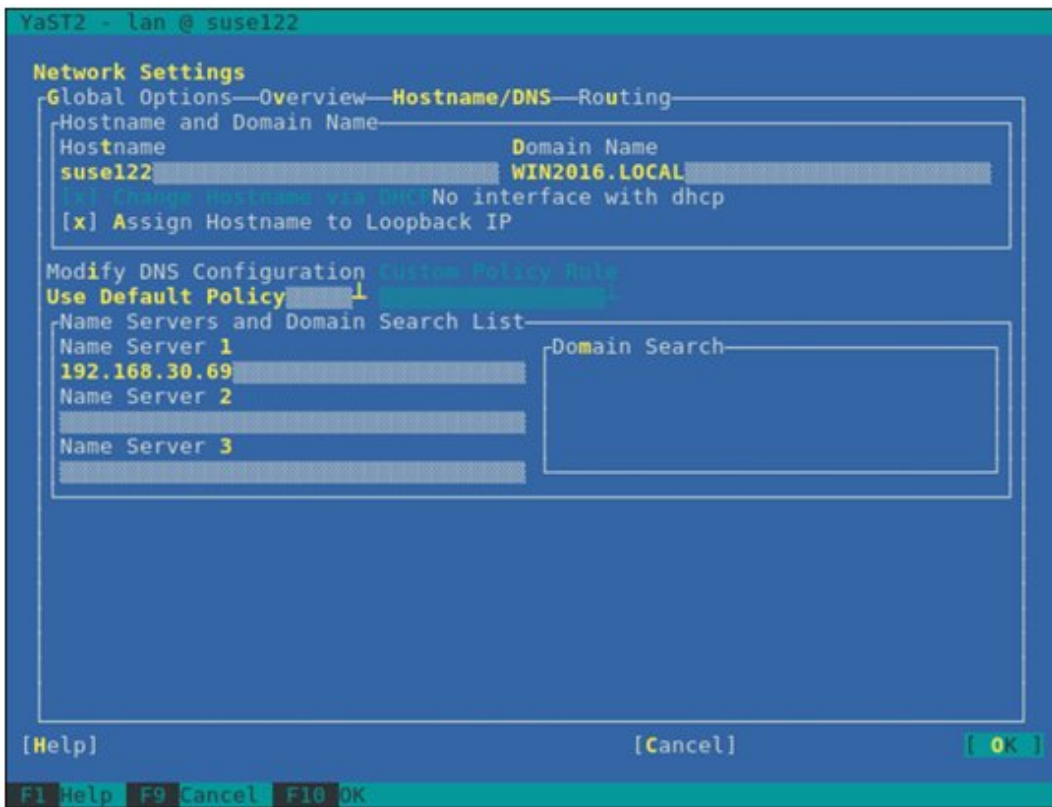 YaST2 - lan @ suse122
Network Settings
Global Options Overview Hostname/DNS Routing
Hostname and Domain Name
Hostname Domain Name
suse122 WIN2016.LOCAL
[x] Change Hostname via DHCP No interface with dhcp
[x] Assign Hostname to Loopback IP
Modify DNS Configuration Custom Policy Rule
Use Default Policy
Name Servers and Domain Search List
Name Server 1 Domain Search
192.168.30.69
Name Server 2
Name Server 3
[Help] [Cancel] [ OK ]
F1 Help F9 Cancel F10 OK